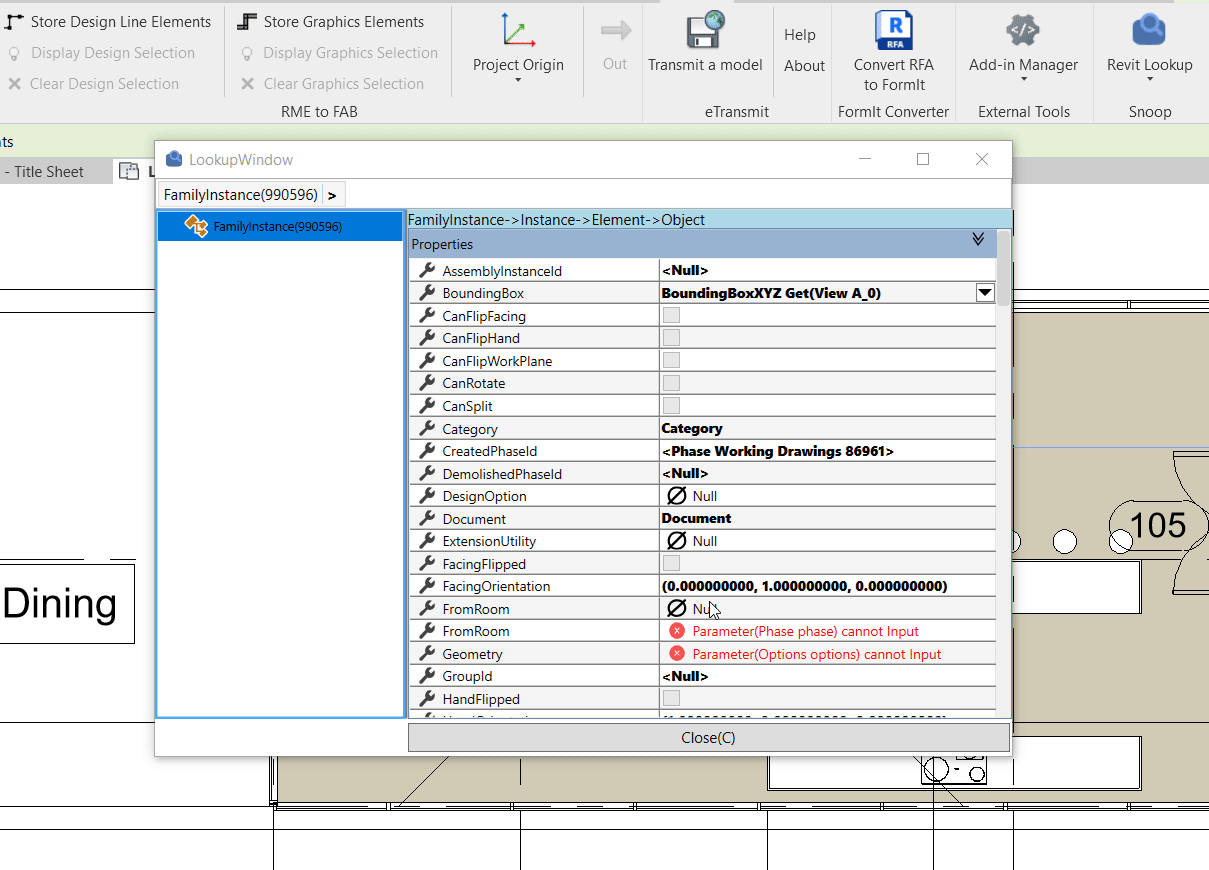 Store Design Line Elements
Display Design Selection
Clear Design Selection
Store Graphics Elements
Display Graphics Selection
Clear Graphics Selection
RME to FAB
Project Origin
Out
Transmit a model
Help
About
eTransmit
RFA
Convert RFA
to FormIt
FormIt Converter
Add-in Manager
External Tools
Revit Lookup
Snoop
ts
- Title Sheet
LookupWindow
FamilyInstance(990596) >
FamilyInstance(990596)
FamilyInstance->Instance->Element->Object
Properties
AssemblyInstanceId <Null>
BoundingBox BoundingBoxXYZ Get(View A_0)
CanFlipFacing
CanFlipHand
CanFlipWorkPlane
CanRotate
CanSplit
Category Category
CreatedPhaseId <Phase Working Drawings 86961>
DemolishedPhaseId <Null>
DesignOption Null
Document Document
ExtensionUtility Null
FacingFlipped
FacingOrientation (0.000000000, 1.000000000, 0.000000000)
FromRoom Null
FromRoom Parameter(Phase phase) cannot Input
Geometry Parameter(Options options) cannot Input
GroupId <Null>
HandFlipped
Close(C)
Dining
105